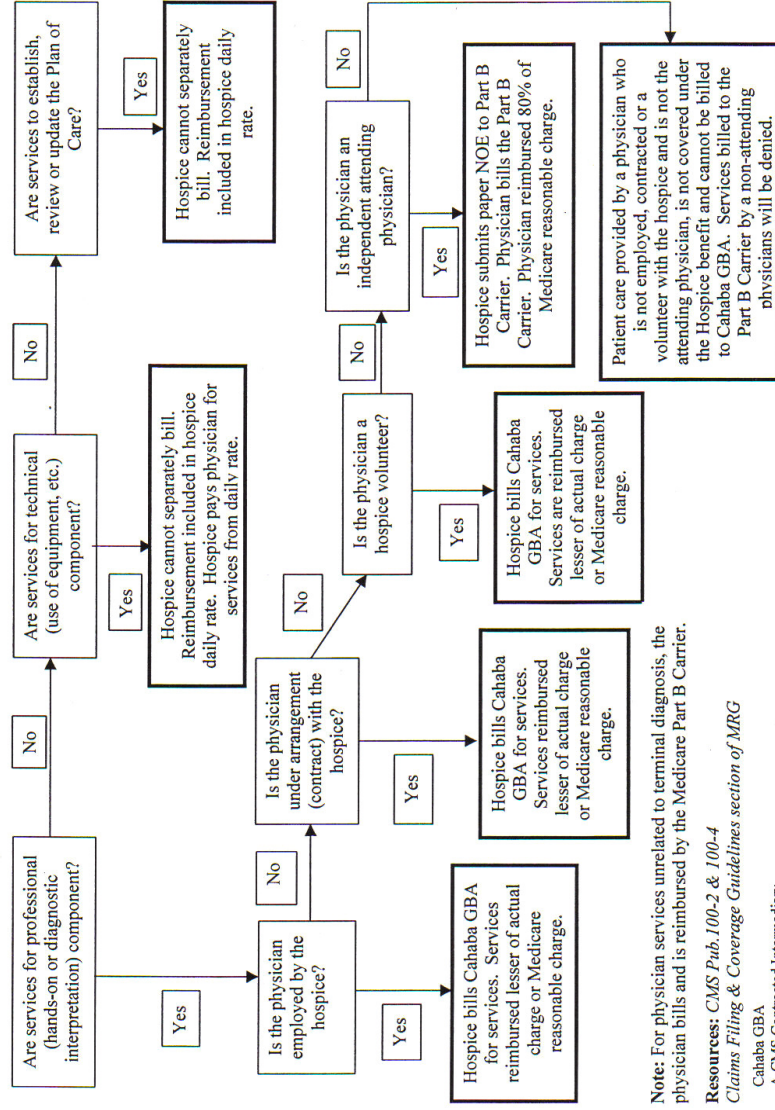 Are services for professional
(hands-on or diagnostic
interpretation) component?
No
Are services for technical
(use of equipment, etc.)
component?
No
Are services to establish,
review or update the Plan of
Care?
Yes
Yes
Hospice cannot separately bill.
Reimbursement included in hospice
daily rate. Hospice pays physician for
services from daily rate.
Yes
Hospice cannot separately
bill. Reimbursement
included in hospice daily
rate.
Is the physician
employed by the
hospice?
No
Is the physician
under arrangement
(contract) with the
hospice?
No
Is the physician a
hospice volunteer?
No
Is the physician an
independent attending
physician?
No
Yes
Hospice bills Cahaba GBA
for services. Services
reimbursed lesser of actual
charge or Medicare
reasonable charge.
Yes
Hospice bills Cahaba
GBA for services.
Services reimbursed
lesser of actual charge
or Medicare reasonable
charge.
Yes
Hospice bills Cahaba
GBA for services.
Services are reimbursed
lesser of actual charge
or Medicare reasonable
charge.
Yes
Hospice submits paper NOE to Part B
Carrier. Physician bills the Part B
Carrier. Physician reimbursed 80% of
Medicare reasonable charge.
Patient care provided by a physician who
is not employed, contracted or a
volunteer with the hospice and is not the
attending physician, is not covered under
the Hospice benefit and cannot be billed
to Cahaba GBA. Services billed to the
Part B Carrier by a non-attending
physicians will be denied.
Note: For physician services unrelated to terminal diagnosis, the
physician bills and is reimbursed by the Medicare Part B Carrier.
Resources: CMS Pub.100-2 & 100-4
Claims Filing & Coverage Guidelines section of MRG
Cahaba GBA
A CMS Contracted Intermediary